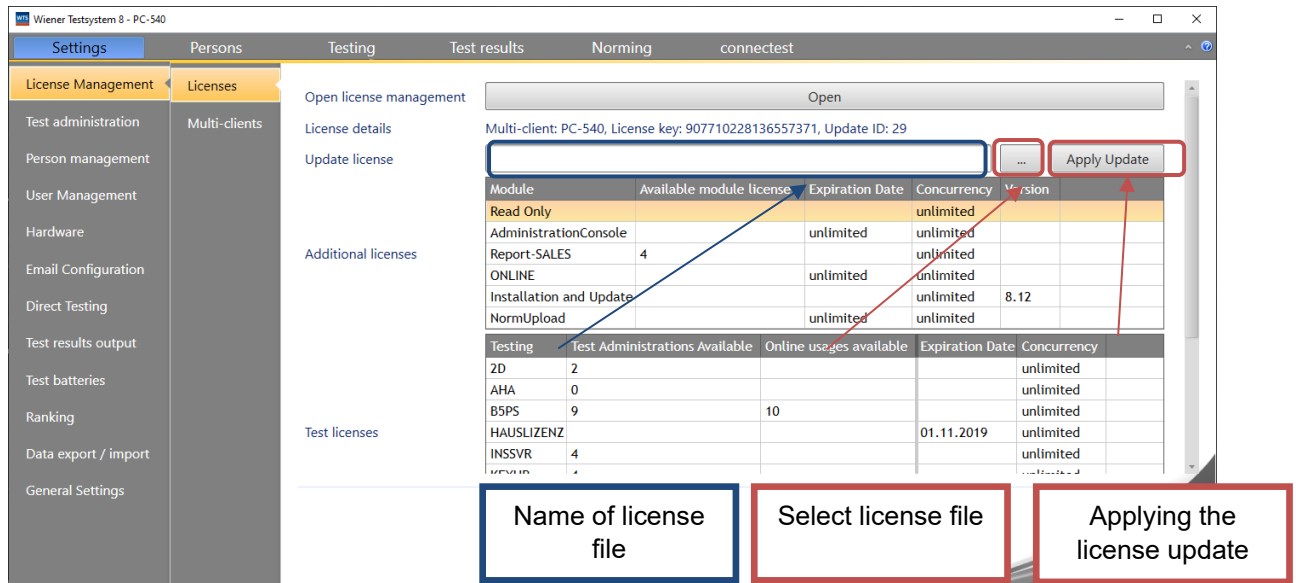 WTS Wiener Testsystem 8 - PC-540
Settings Persons Testing Test results Norming connectest
License Management
Test administration
Person management
User Management
Hardware
Email Configuration
Direct Testing
Test results output
Test batteries
Ranking
Data export / import
General Settings
Licenses
Multi-clients
Open license management Open
License details Multi-client: PC-540, License key: 907710228136557371, Update ID: 29
Update license ... Apply Update
Additional licenses
Module Available module license Expiration Date Concurrency Version
Read Only unlimited
AdministrationConsole unlimited unlimited
Report-SALES 4 unlimited
ONLINE unlimited unlimited
Installation and Update unlimited 8.12
NormUpload unlimited unlimited
Test licenses
Testing Test Administrations Available Online usages available Expiration Date Concurrency
2D 2 unlimited
AHA 0 unlimited
B5PS 9 10 unlimited
HAUSLIZENZ 01.11.2019 unlimited
INSSVR 4 unlimited
Name of license
file
Select license file
Applying the
license update